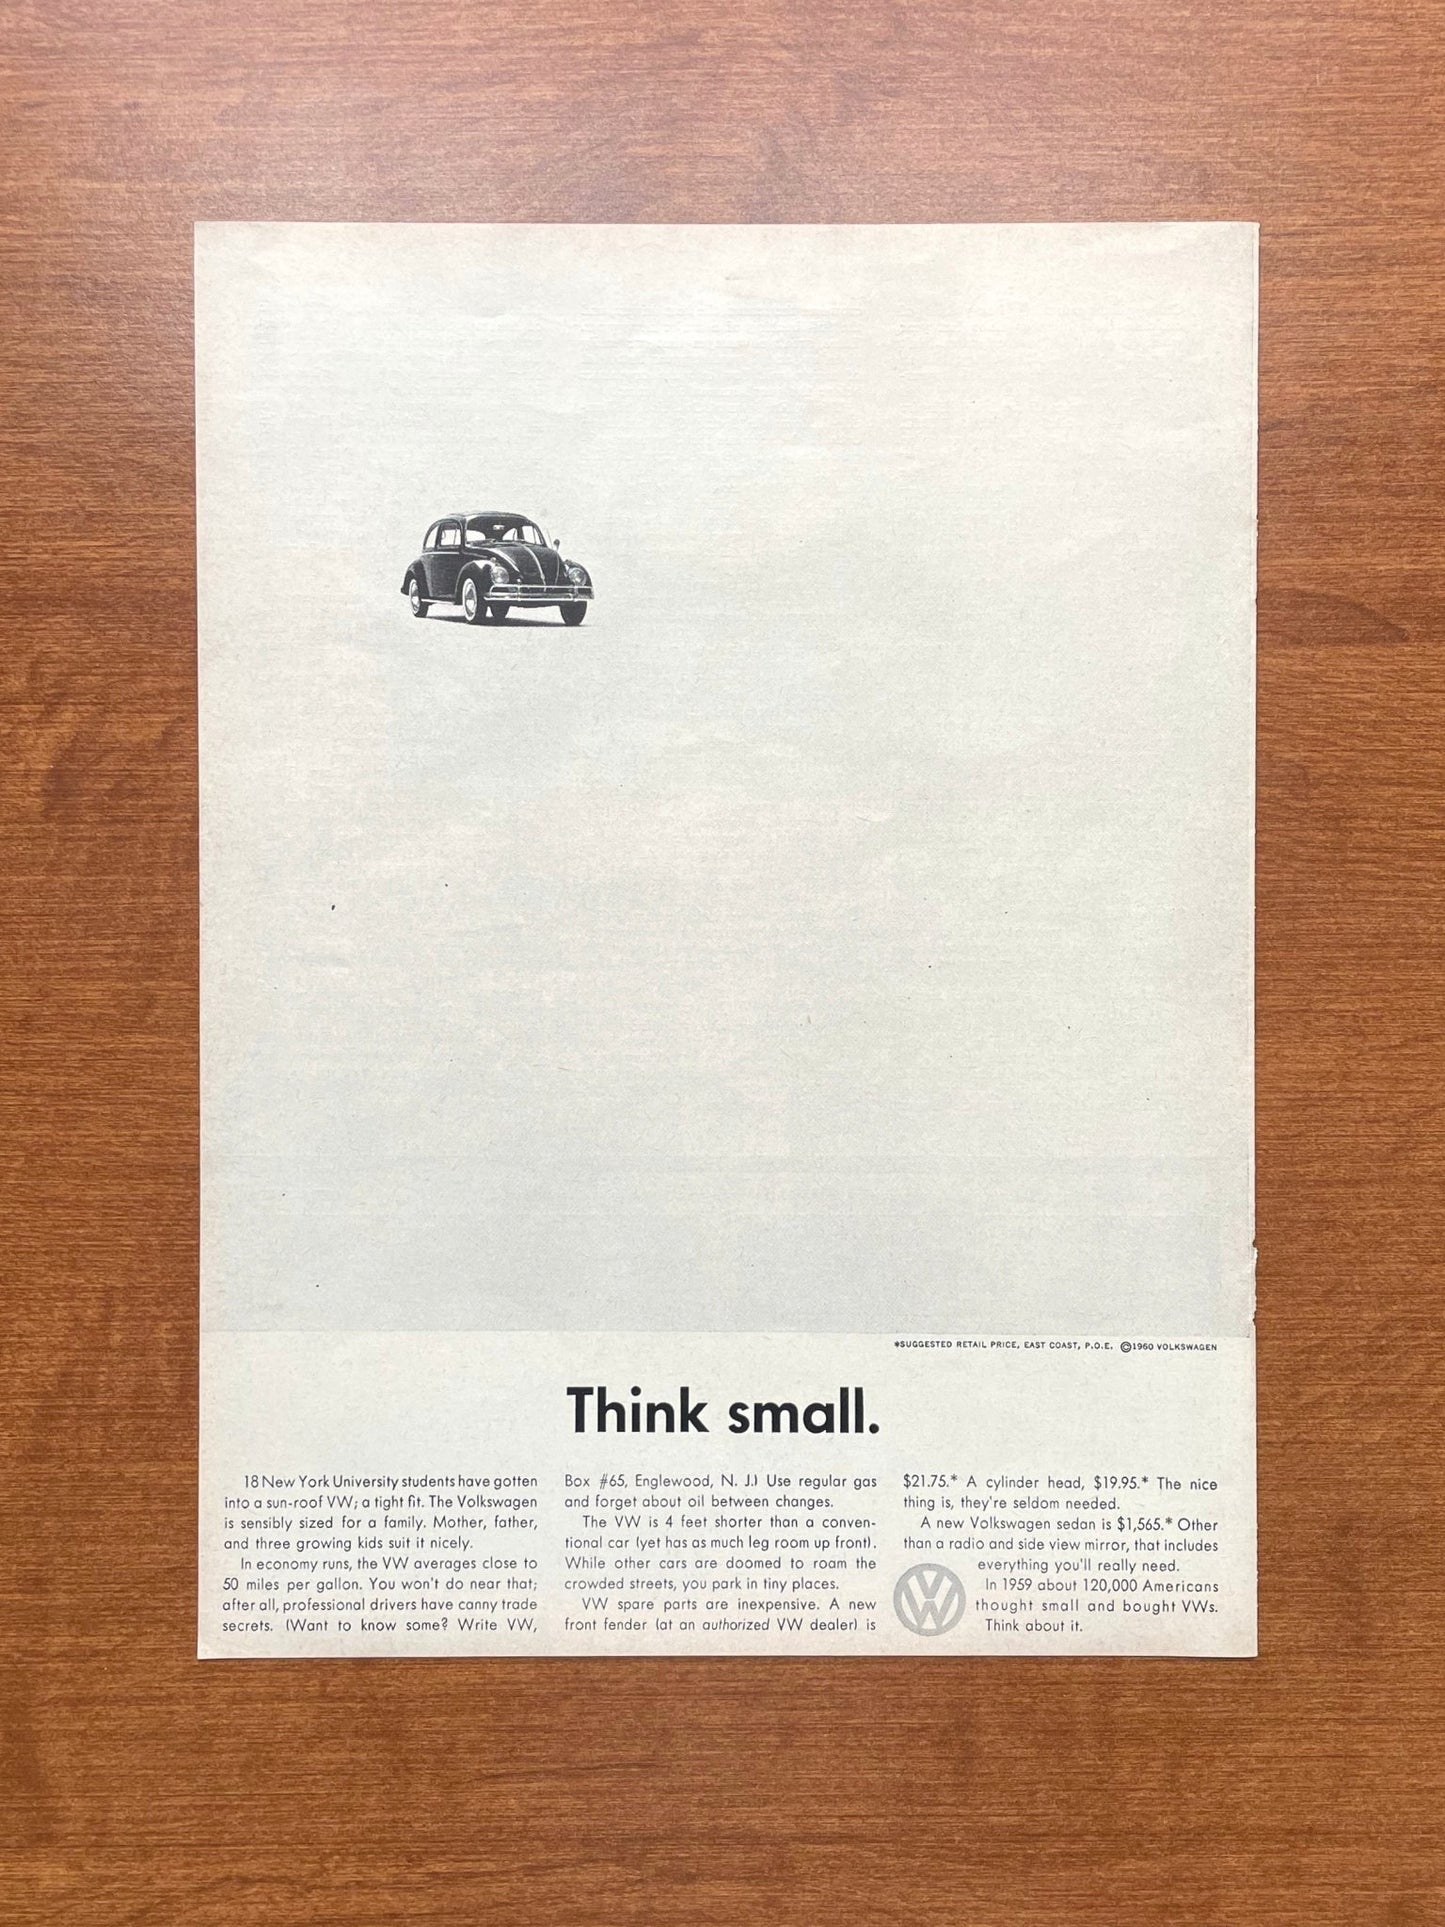 *SUGGESTED RETAIL PRICE, EAST COAST, P.O.E. ©1960 VOLKSWAGEN
Think small.
18 New York University students have gotten
into a sun-roof VW; a tight fit. The Volkswagen
is sensibly sized for a family. Mother, father,
and three growing kids suit it nicely.
In economy runs, the VW averages close to
50 miles per gallon. You won't do near that;
after all, professional drivers have canny trade
secrets. (Want to know some? Write VW,
Box #65, Englewood, N. J.) Use regular gas
and forget about oil between changes.
The VW is 4 feet shorter than a conven-
tional car (yet has as much leg room up front).
While other cars are doomed to roam the
crowded streets, you park in tiny places.
VW spare parts are inexpensive. A new
front fender (at an authorized VW dealer) is
$21.75.* A cylinder head, $19.95.* The nice
thing is, they're seldom needed.
A new Volkswagen sedan is $1,565.* Other
than a radio and side view mirror, that includes
everything you'll really need.
In 1959 about 120,000 Americans
thought small and bought VWs.
Think about it.
VW